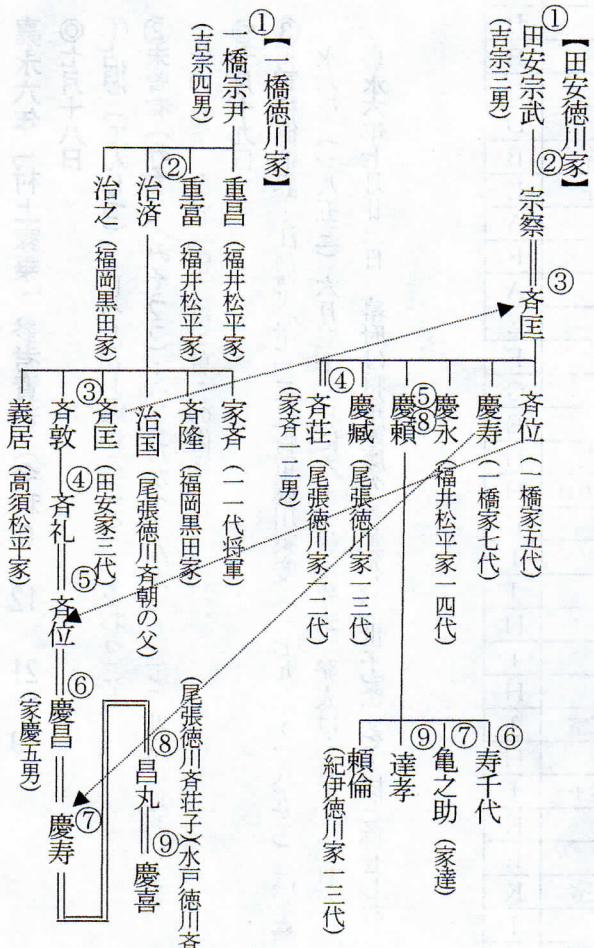 【田安徳川家】
①
田安宗武
(吉宗三男)
②
宗察
③
斉匡
斉位
(一橋家五代)
慶寿
(一橋家七代)
慶永
(福井松平家一四代)
⑤⑧
慶頼
慶臧
(尾張徳川家一三代)
④
斉荘
(尾張徳川家一二代)
(家斉二男)
⑥
寿千代
⑦
亀之助
(家達)
⑨
達孝
頼倫
(紀伊徳川家一三代)
【一橋徳川家】
①
一橋宗尹
(吉宗四男)
重昌
(福井松平家)
重富
(福井松平家)
②
治済
治之
(福岡黒田家)
家斉
(一一代将軍)
斉隆
(福岡黒田家)
治国
(尾張徳川斉朝の父)
斉匡
(田安家三代)
③
斉敦
義居
(高須松平家)
④
斉礼
⑤
斉位
⑥
慶昌
(家慶五男)
⑦
慶寿
⑧
昌丸
(尾張徳川斉荘子)
⑨
慶喜
(水戸徳川斉